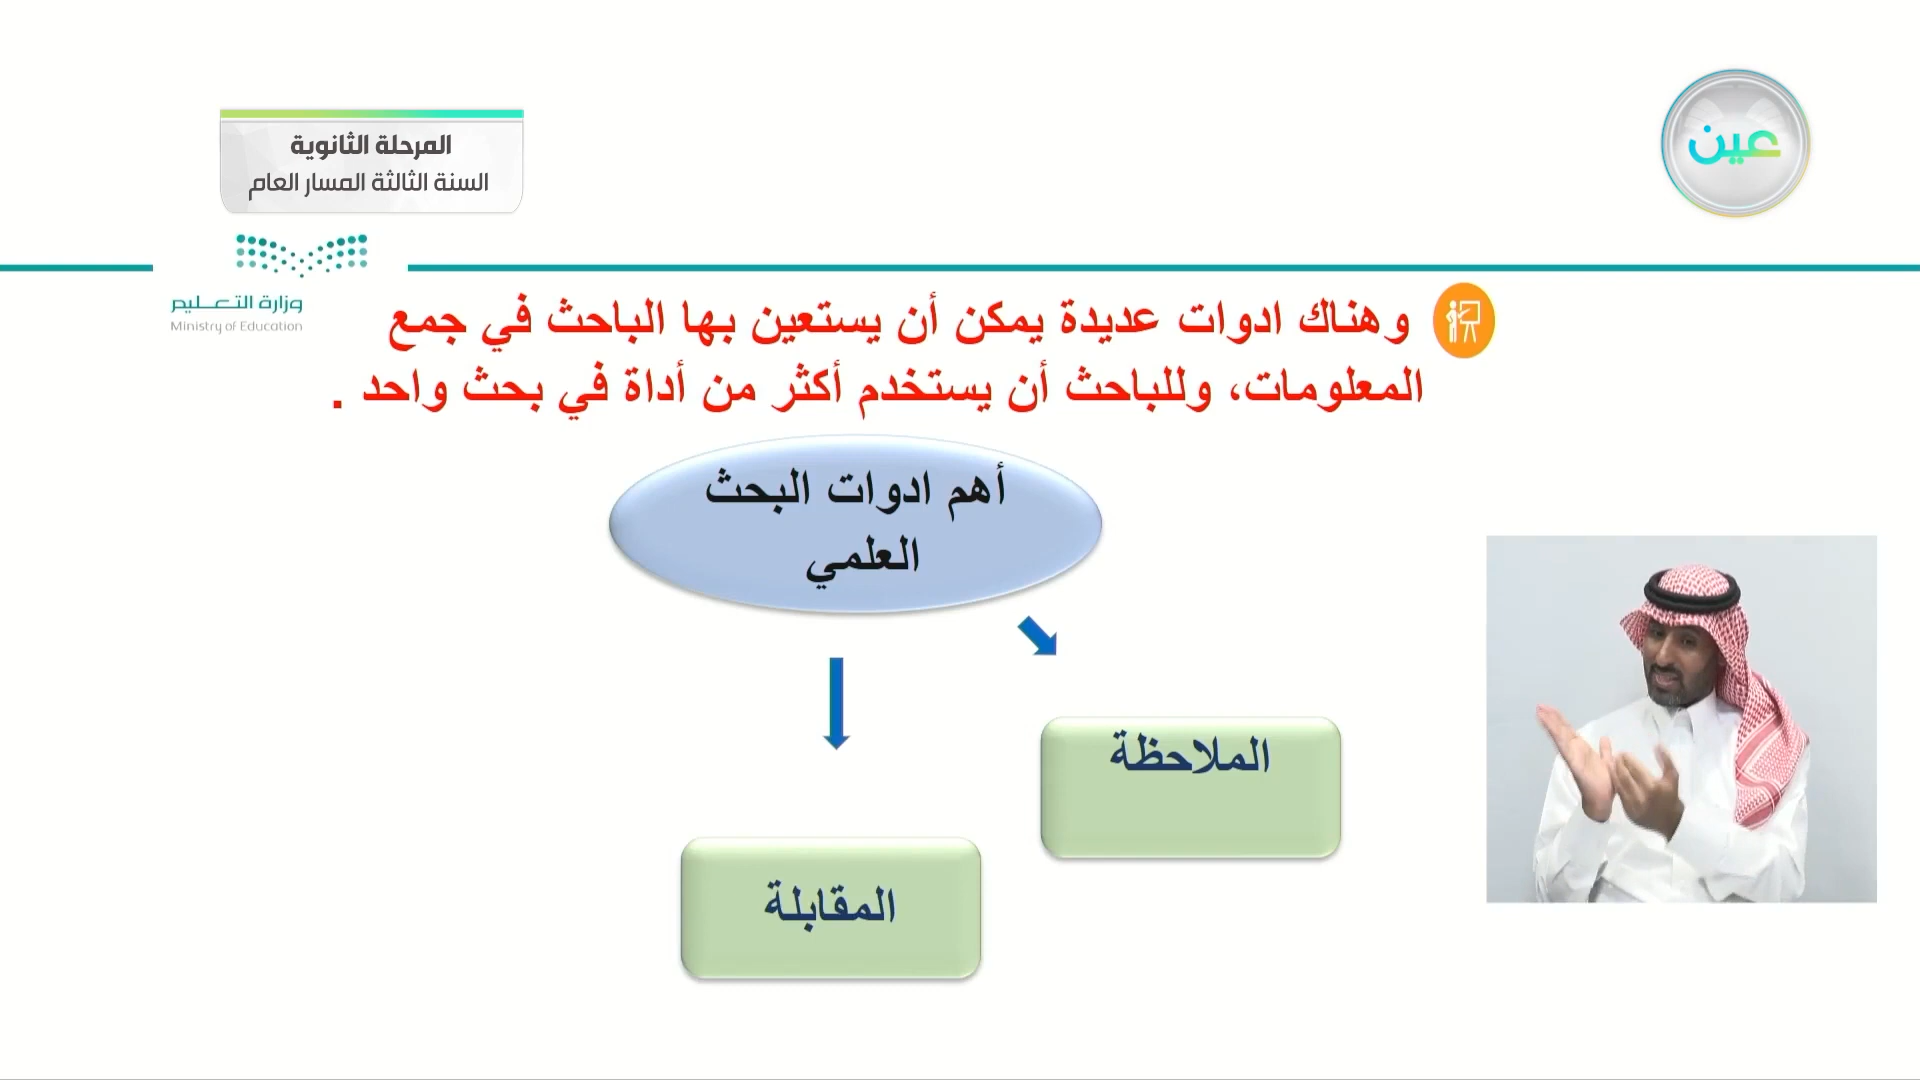 المرحلة الثانوية
السنة الثالثة المسار العام
عين
وزارة التعليم
Ministry of Education
وهناك ادوات عديدة يمكن أن يستعين بها الباحث في جمع
المعلومات، وللباحث أن يستخدم أكثر من أداة في بحث واحد .
أهم ادوات البحث
العلمي
الملاحظة
المقابلة